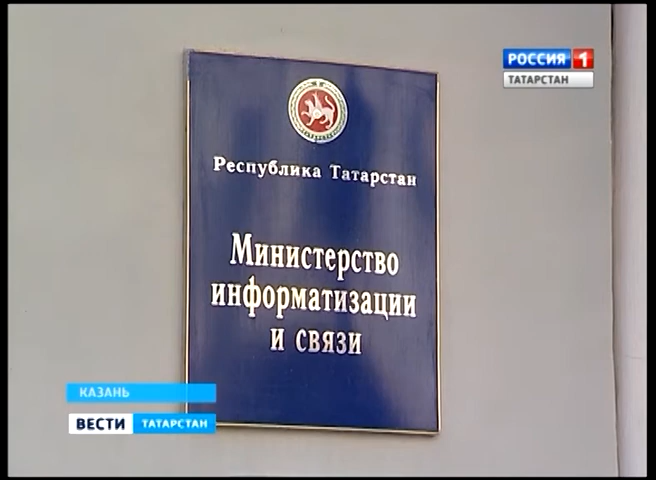 РОССИЯ 1
ТАТАРСТАН
Республика Татарстан
Министерство
информатизации
и связи
КАЗАНЬ
ВЕСТИ ТАТАРСТАН